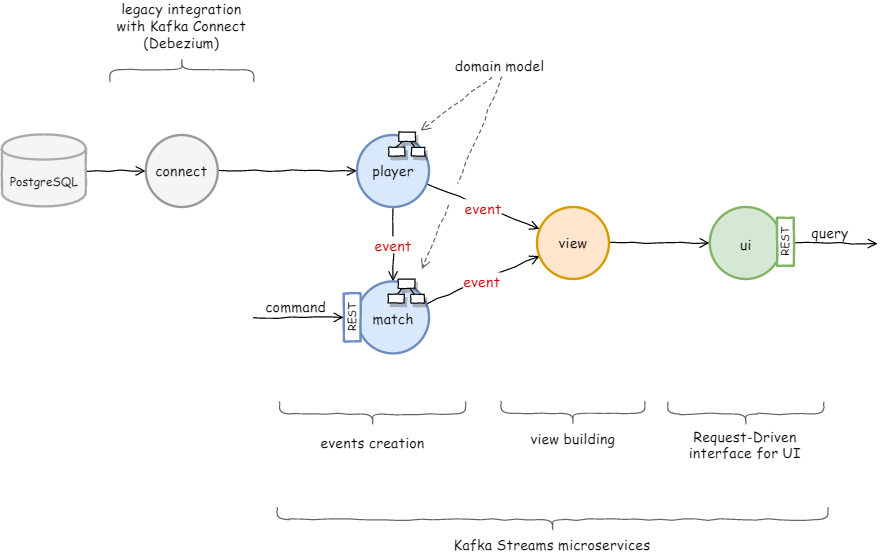 legacy integration
with Kafka Connect
(Debezium)
domain model
PostgreSQL
connect
player
event
event
view
ui
REST
query
event
command
REST
match
events creation
view building
Request-Driven
interface for UI
Kafka Streams microservices